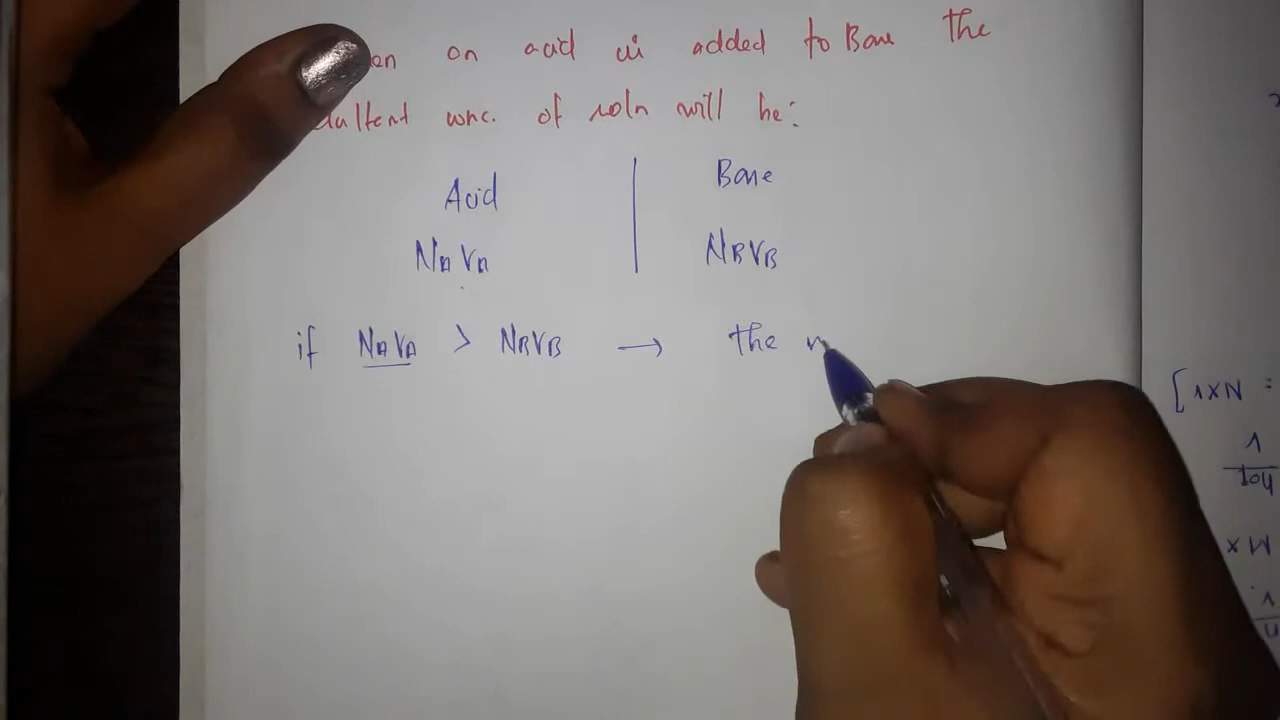 on acid is added to Base the
conc. of soln will be:
Acid | Base
NAVA | NBVB
if NAVA > NBVB → the